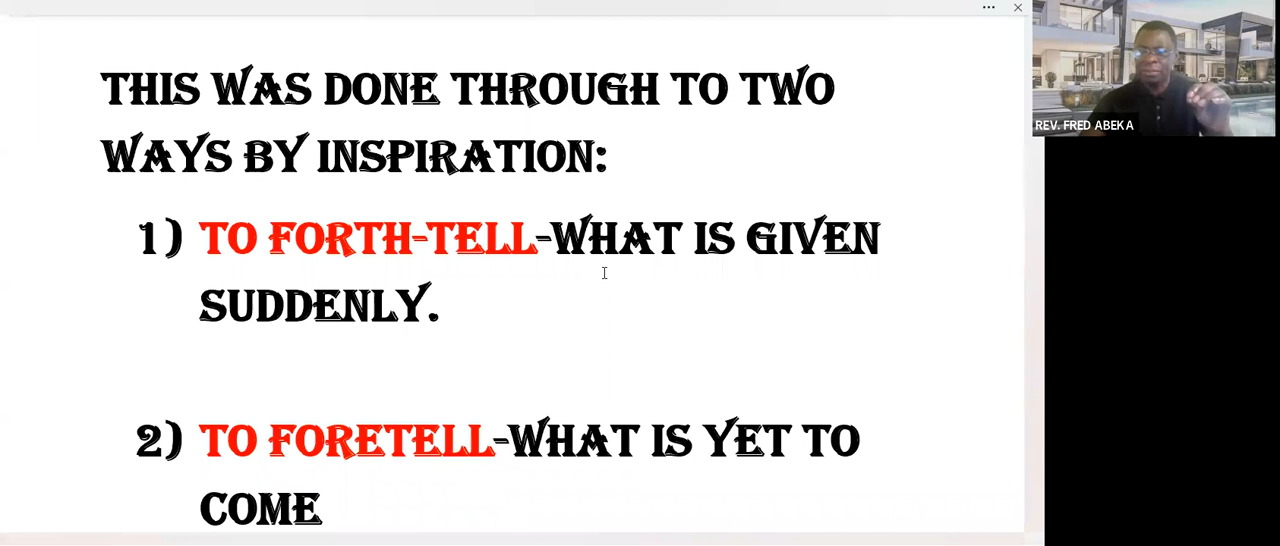 THIS WAS DONE THROUGH TO TWO
WAYS BY INSPIRATION:
1) TO FORTH-TELL-WHAT IS GIVEN
SUDDENLY.
2) TO FORETELL-WHAT IS YET TO
COME
REV. FRED ABEKA